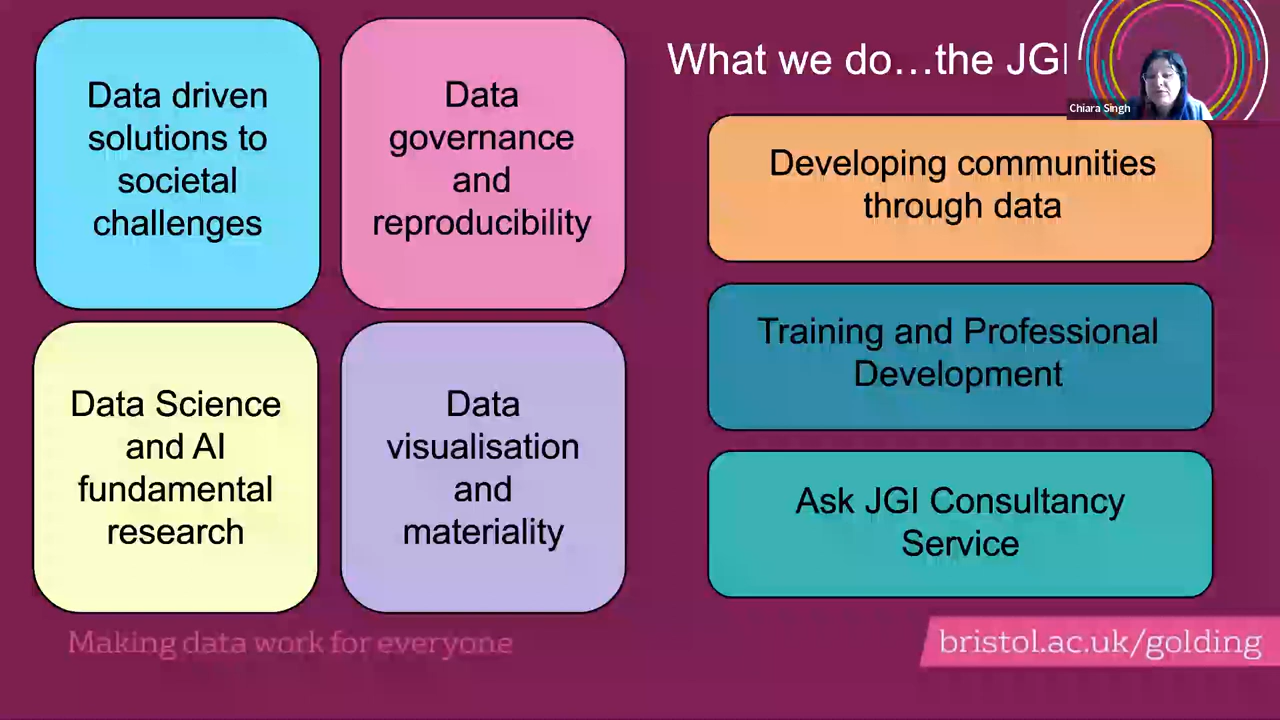 What we do…the JGI
Chiara Singh
Data driven
solutions to
societal
challenges
Data
governance
and
reproducibility
Data Science
and AI
fundamental
research
Data
visualisation
and
materiality
Developing communities
through data
Training and Professional
Development
Ask JGI Consultancy
Service
Making data work for everyone
bristol.ac.uk/golding